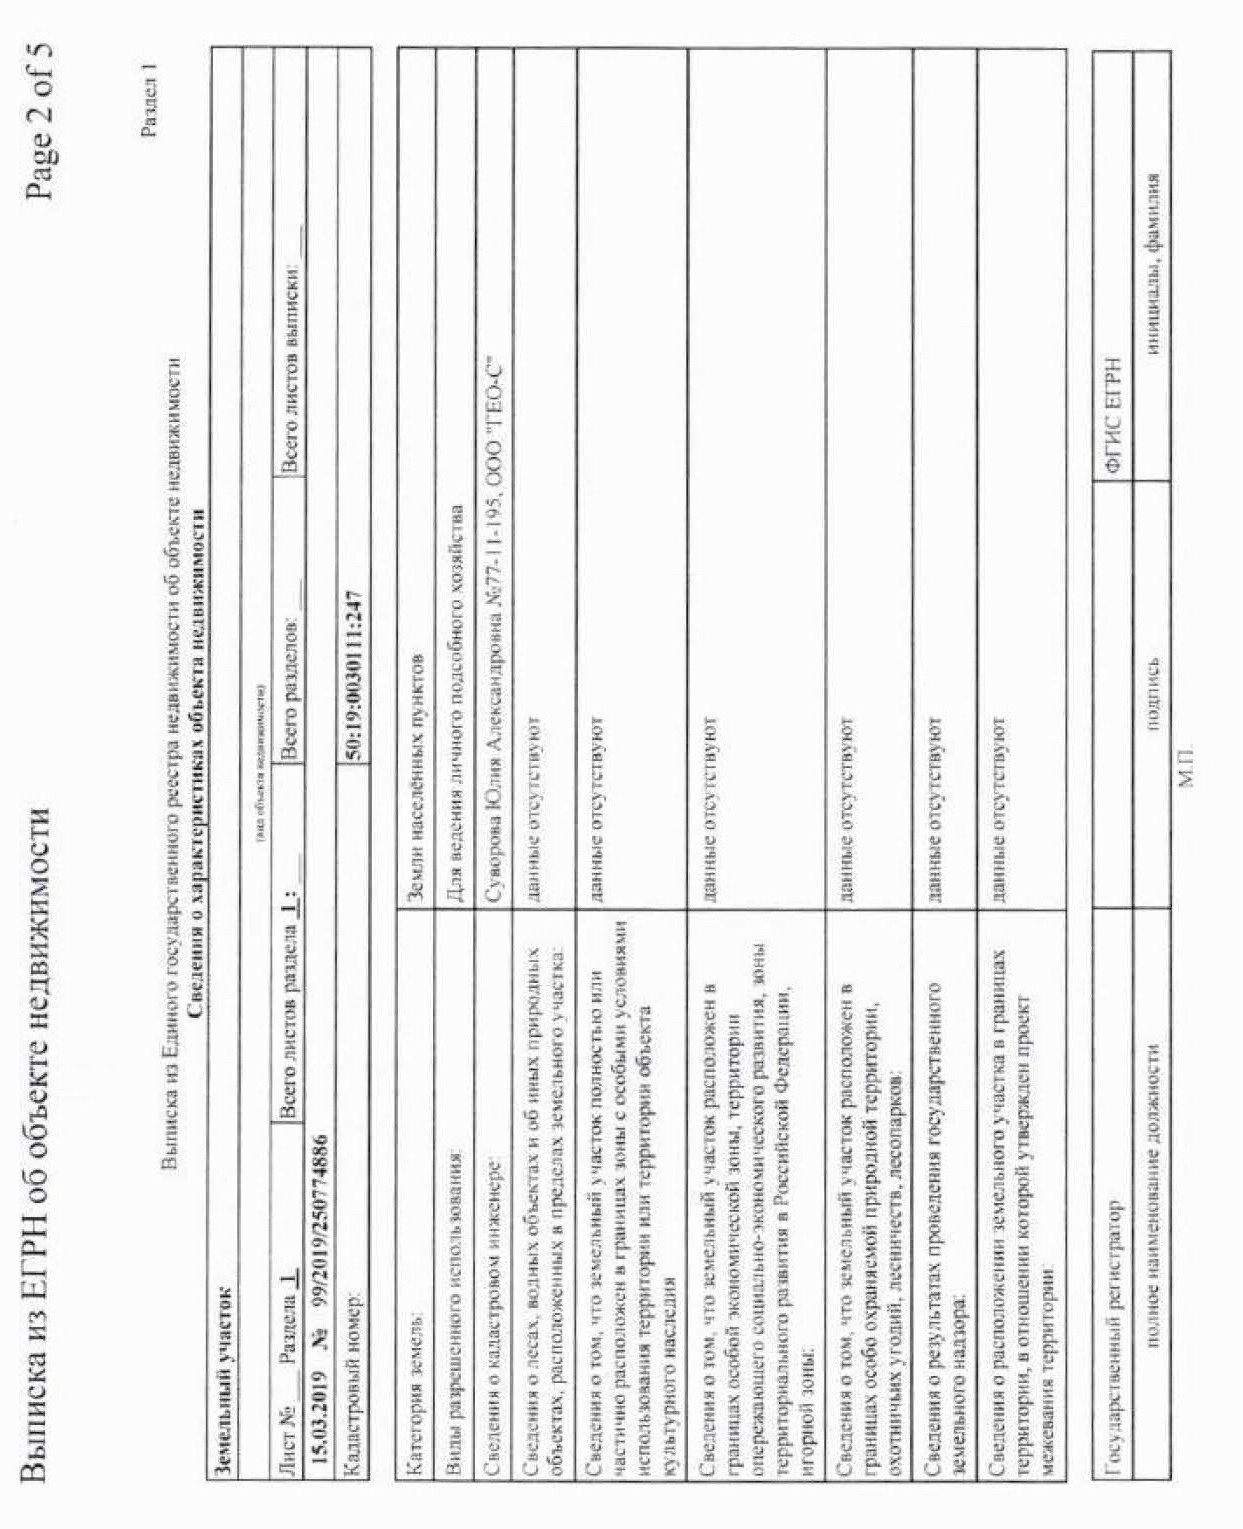 Выписка из ЕГРН об объекте недвижимости
Page 2 of 5
Раздел 1
Выписка из Единого государственного реестра недвижимости об объекте недвижимости
Сведения о характеристиках объекта недвижимости
Земельный участок
(вид объекта недвижимости)
Лист № ___ Раздела 1
Всего листов раздела 1 :
Всего разделов: ___
Всего листов выписки: ___
15.03.2019 № 99/2019/250774886
Кадастровый номер:
50:19:0030111:247
Категория земель:
Земли населённых пунктов
Виды разрешенного использования:
Для ведения личного подсобного хозяйства
Сведения о кадастровом инженере:
Суворова Юлия Александровна №77-11-195, ООО "ГЕО-С"
Сведения о лесах, водных объектах и об иных природных
объектах, расположенных в пределах земельного участка:
данные отсутствуют
Сведения о том, что земельный участок полностью или
частично расположен в границах зоны с особыми условиями
использования территории или территории объекта
культурного наследия
данные отсутствуют
Сведения о том, что земельный участок расположен в
границах особой экономической зоны, территории
опережающего социально-экономического развития, зоны
территориального развития в Российской Федерации,
игорной зоны:
данные отсутствуют
Сведения о том, что земельный участок расположен в
границах особо охраняемой природной территории,
охотничьих угодий, лесничеств, лесопарков:
данные отсутствуют
Сведения о результатах проведения государственного
земельного надзора:
данные отсутствуют
Сведения о расположении земельного участка в границах
территории, в отношении которой утвержден проект
межевания территории:
данные отсутствуют
Государственный регистратор
ФГИС ЕГРН
полное наименование должности
подпись
инициалы, фамилия
М.П.